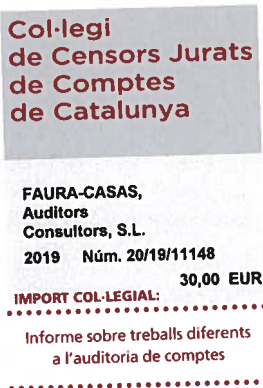 Col·legi
de Censors Jurats
de Comptes
de Catalunya
FAURA-CASAS,
Auditors
Consultors, S.L.
2019 Núm. 20/19/11148
30,00 EUR
IMPORT COL·LEGIAL:
Informe sobre treballs diferents
a l'auditoria de comptes